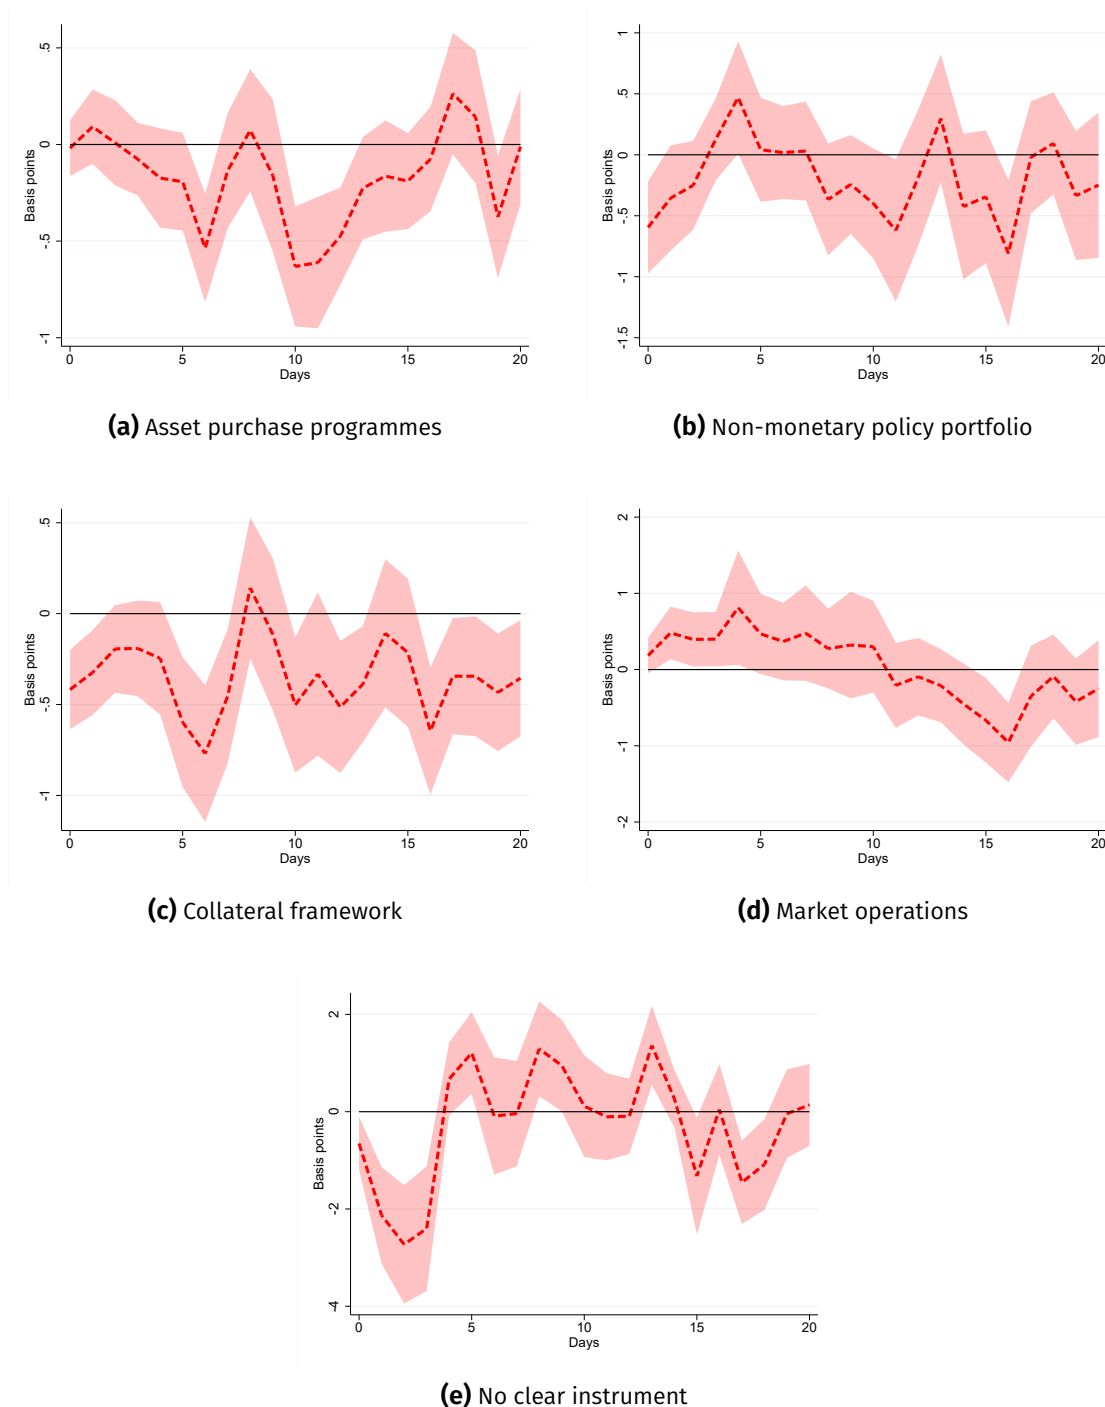 .5
0
-.5
-1
Basis points
0 5 10 15 20
Days
(a) Asset purchase programmes
1
.5
0
-.5
-1
-1.5
Basis points
0 5 10 15 20
Days
(b) Non-monetary policy portfolio
.5
0
-.5
-1
Basis points
0 5 10 15 20
Days
(c) Collateral framework
2
1
0
-1
-2
Basis points
0 5 10 15 20
Days
(d) Market operations
2
0
-2
-4
Basis points
0 5 10 15 20
Days
(e) No clear instrument